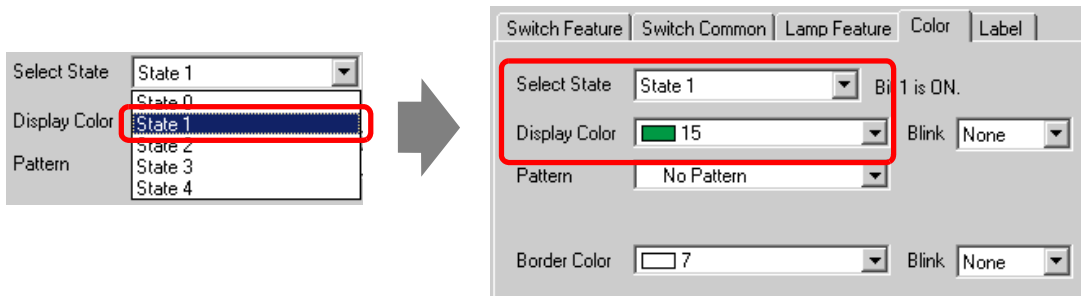 Select State State 1
State 0
Display Color State 1
State 2
Pattern State 3
State 4
Switch Feature Switch Common Lamp Feature Color Label
Select State State 1 Bit 1 is ON.
Display Color 15 Blink None
Pattern No Pattern
Border Color 7 Blink None